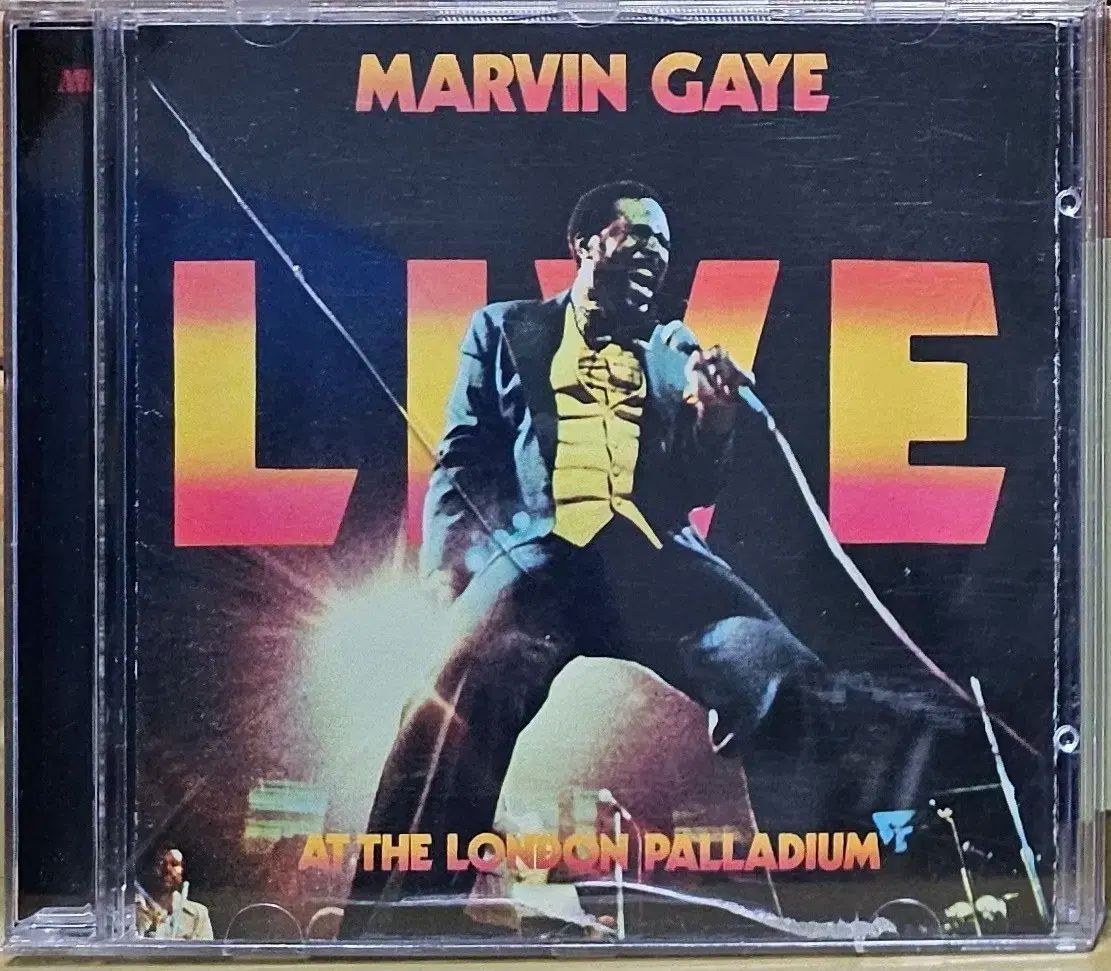 MARVIN GAYE
LIVE
AT THE LONDON PALLADIUM